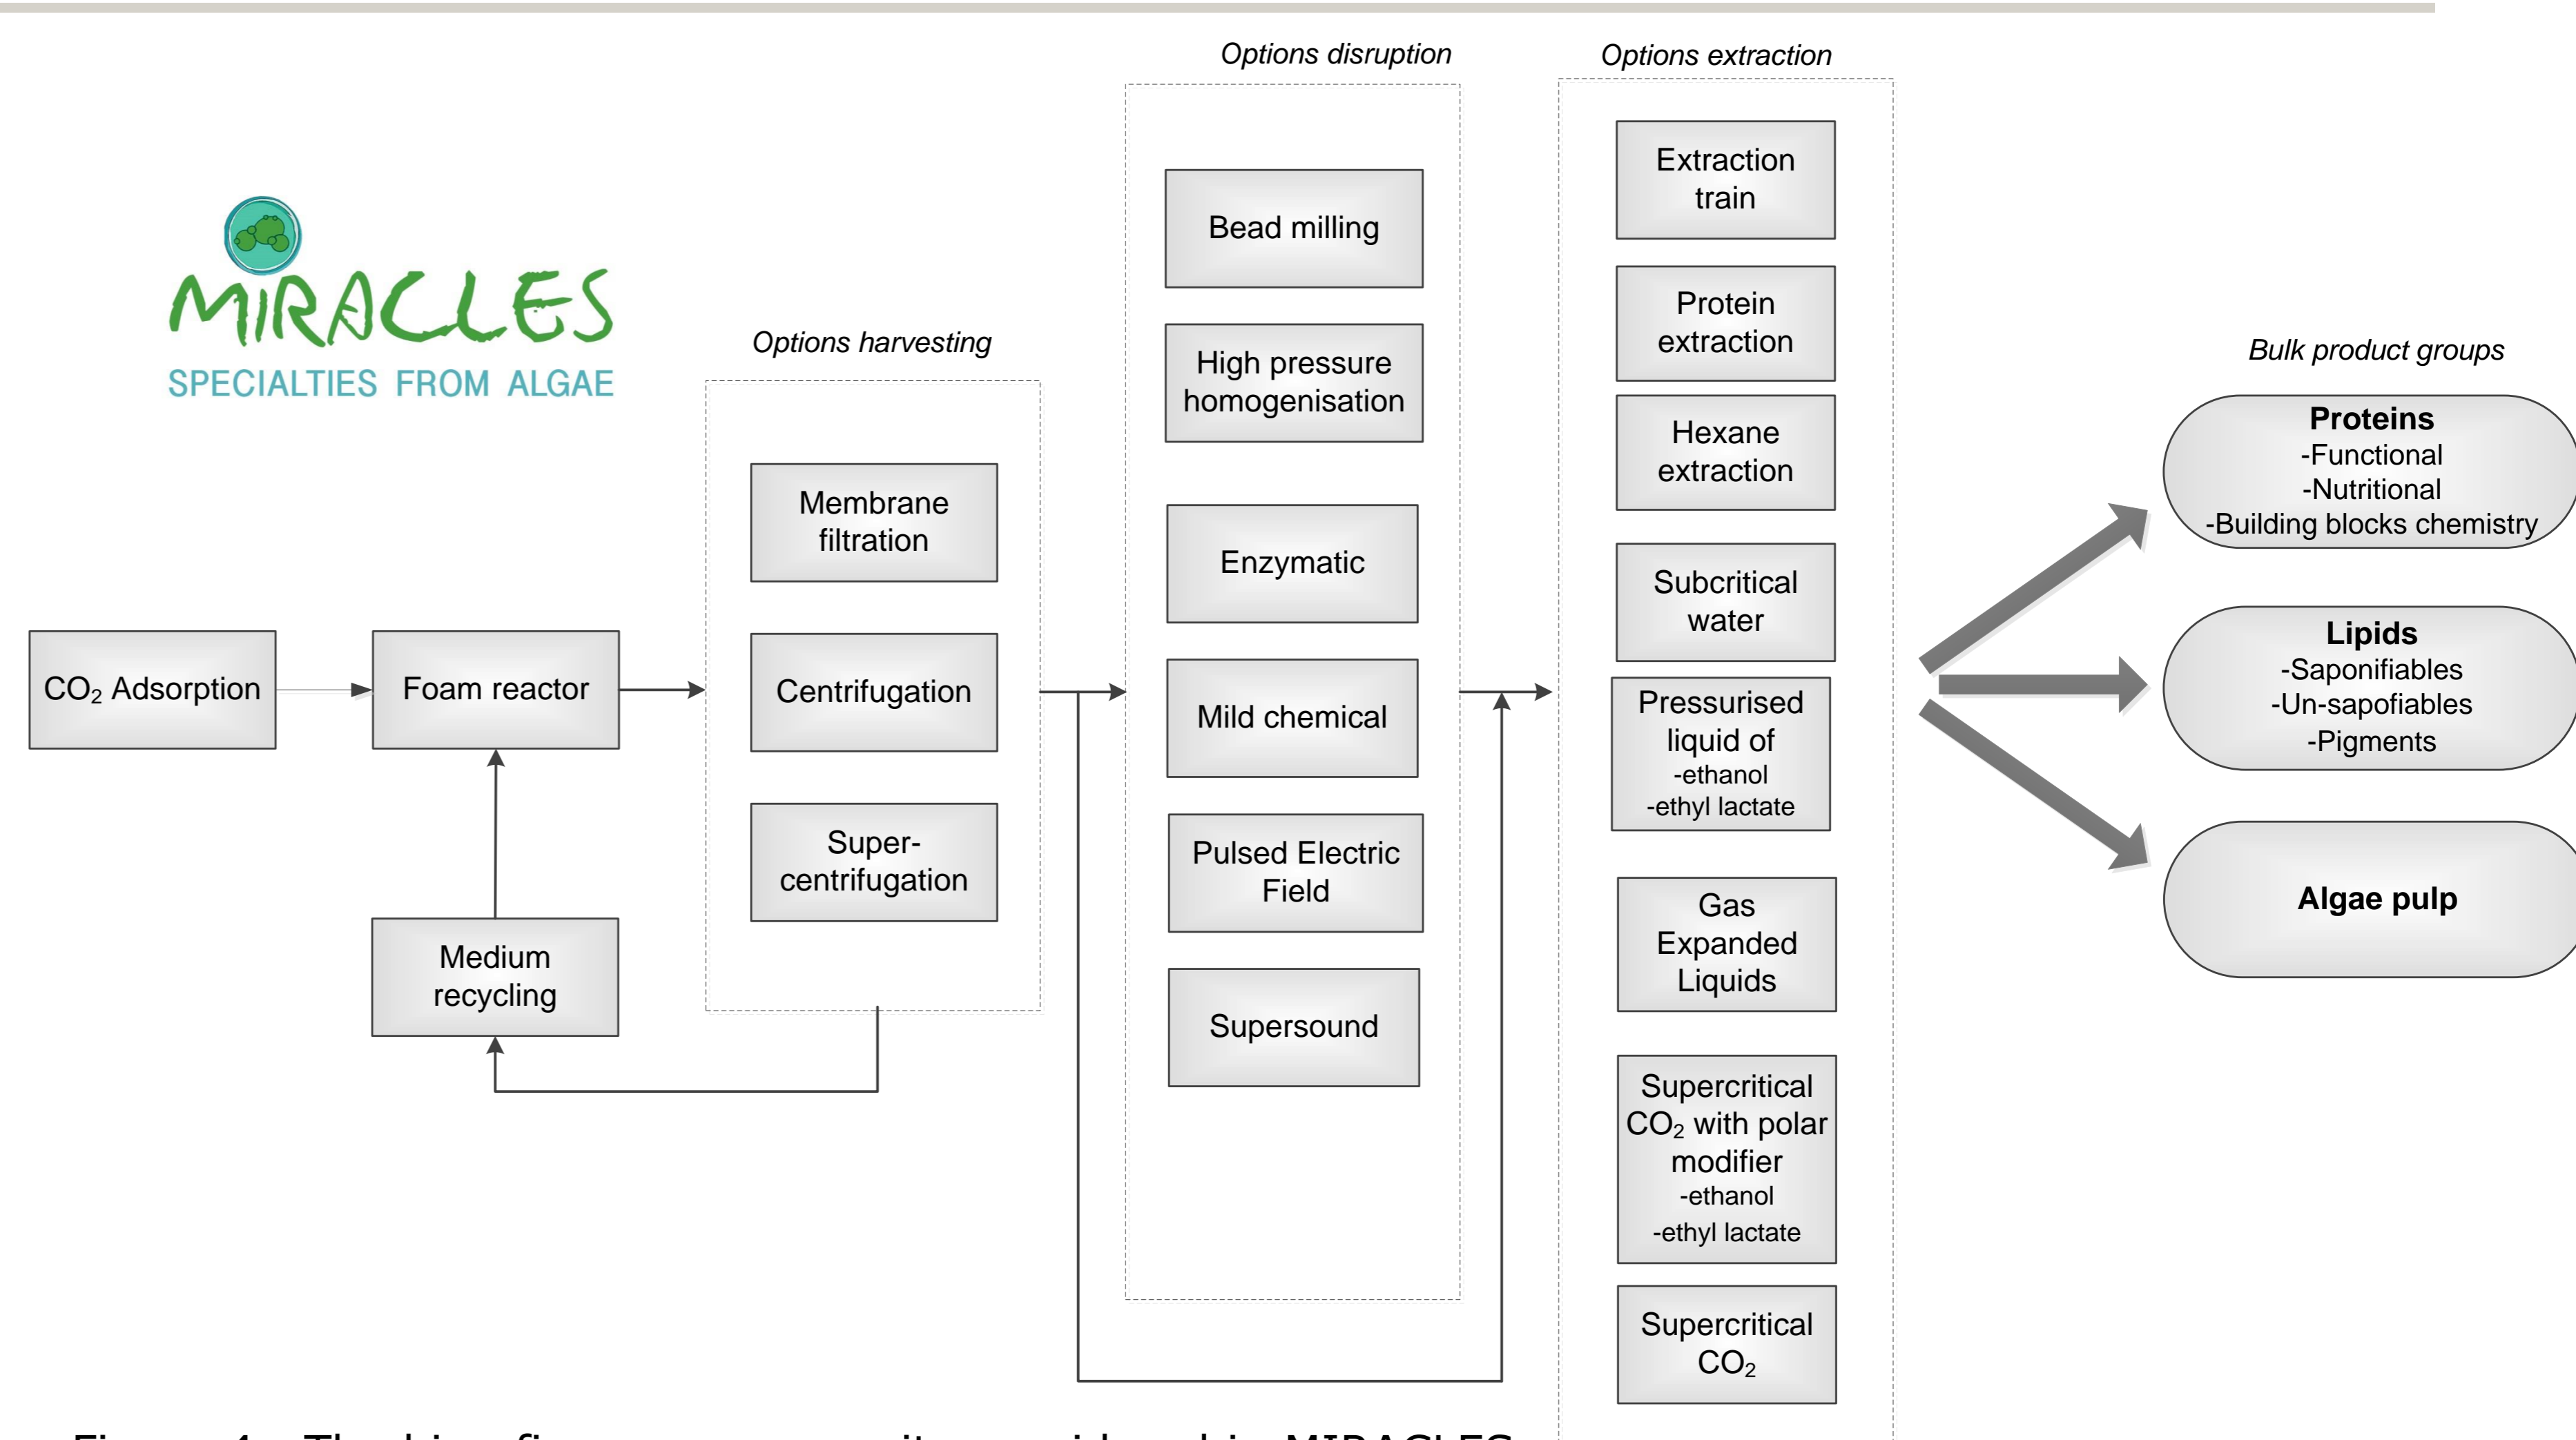 Options disruption
Options extraction
MIRACLES
SPECIALTIES FROM ALGAE
Options harvesting
Bulk product groups
CO₂ Adsorption
Foam reactor
Medium
recycling
Membrane
filtration
Centrifugation
Super-
centrifugation
Bead milling
High pressure
homogenisation
Enzymatic
Mild chemical
Pulsed Electric
Field
Supersound
Extraction
train
Protein
extraction
Hexane
extraction
Subcritical
water
Pressurised
liquid of
-ethanol
-ethyl lactate
Gas
Expanded
Liquids
Supercritical
CO₂ with polar
modifier
-ethanol
-ethyl lactate
Supercritical
CO₂
Proteins
-Functional
-Nutritional
-Building blocks chemistry
Lipids
-Saponifiables
-Un-sapofiables
-Pigments
Algae pulp
MIRACLES